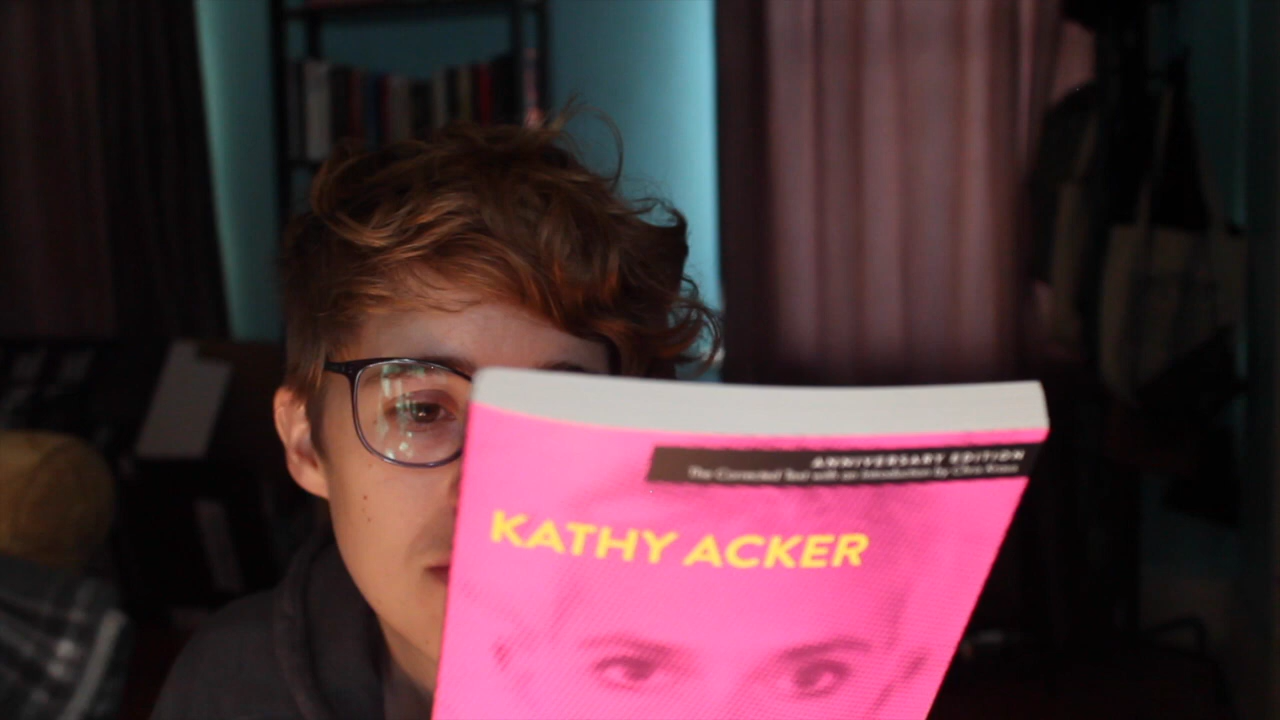 ANNIVERSARY EDITION
The Corrected Text with an Introduction by Chris Kraus
KATHY ACKER